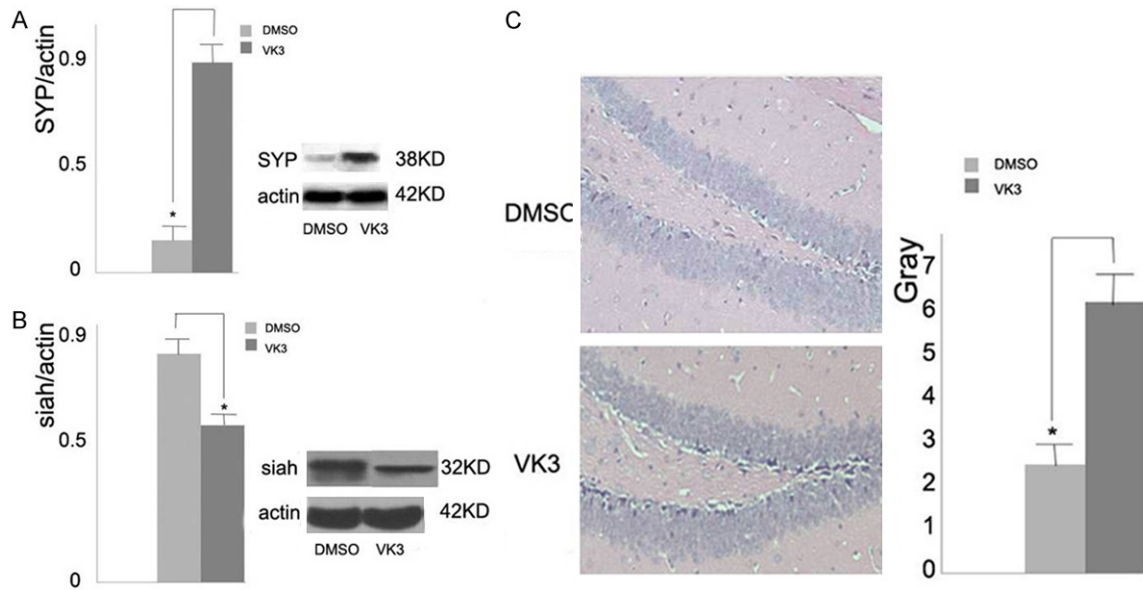 A
SYP/actin
0.9
0.5
0
*
DMSO
VK3
SYP
38KD
actin
42KD
DMSO VK3
B
siah/actin
0.9
0.5
0
*
DMSO
VK3
siah
32KD
actin
42KD
DMSO VK3
C
DMSO
VK3
DMSO
VK3
Gray
7
6
5
4
3
2
1
0
*